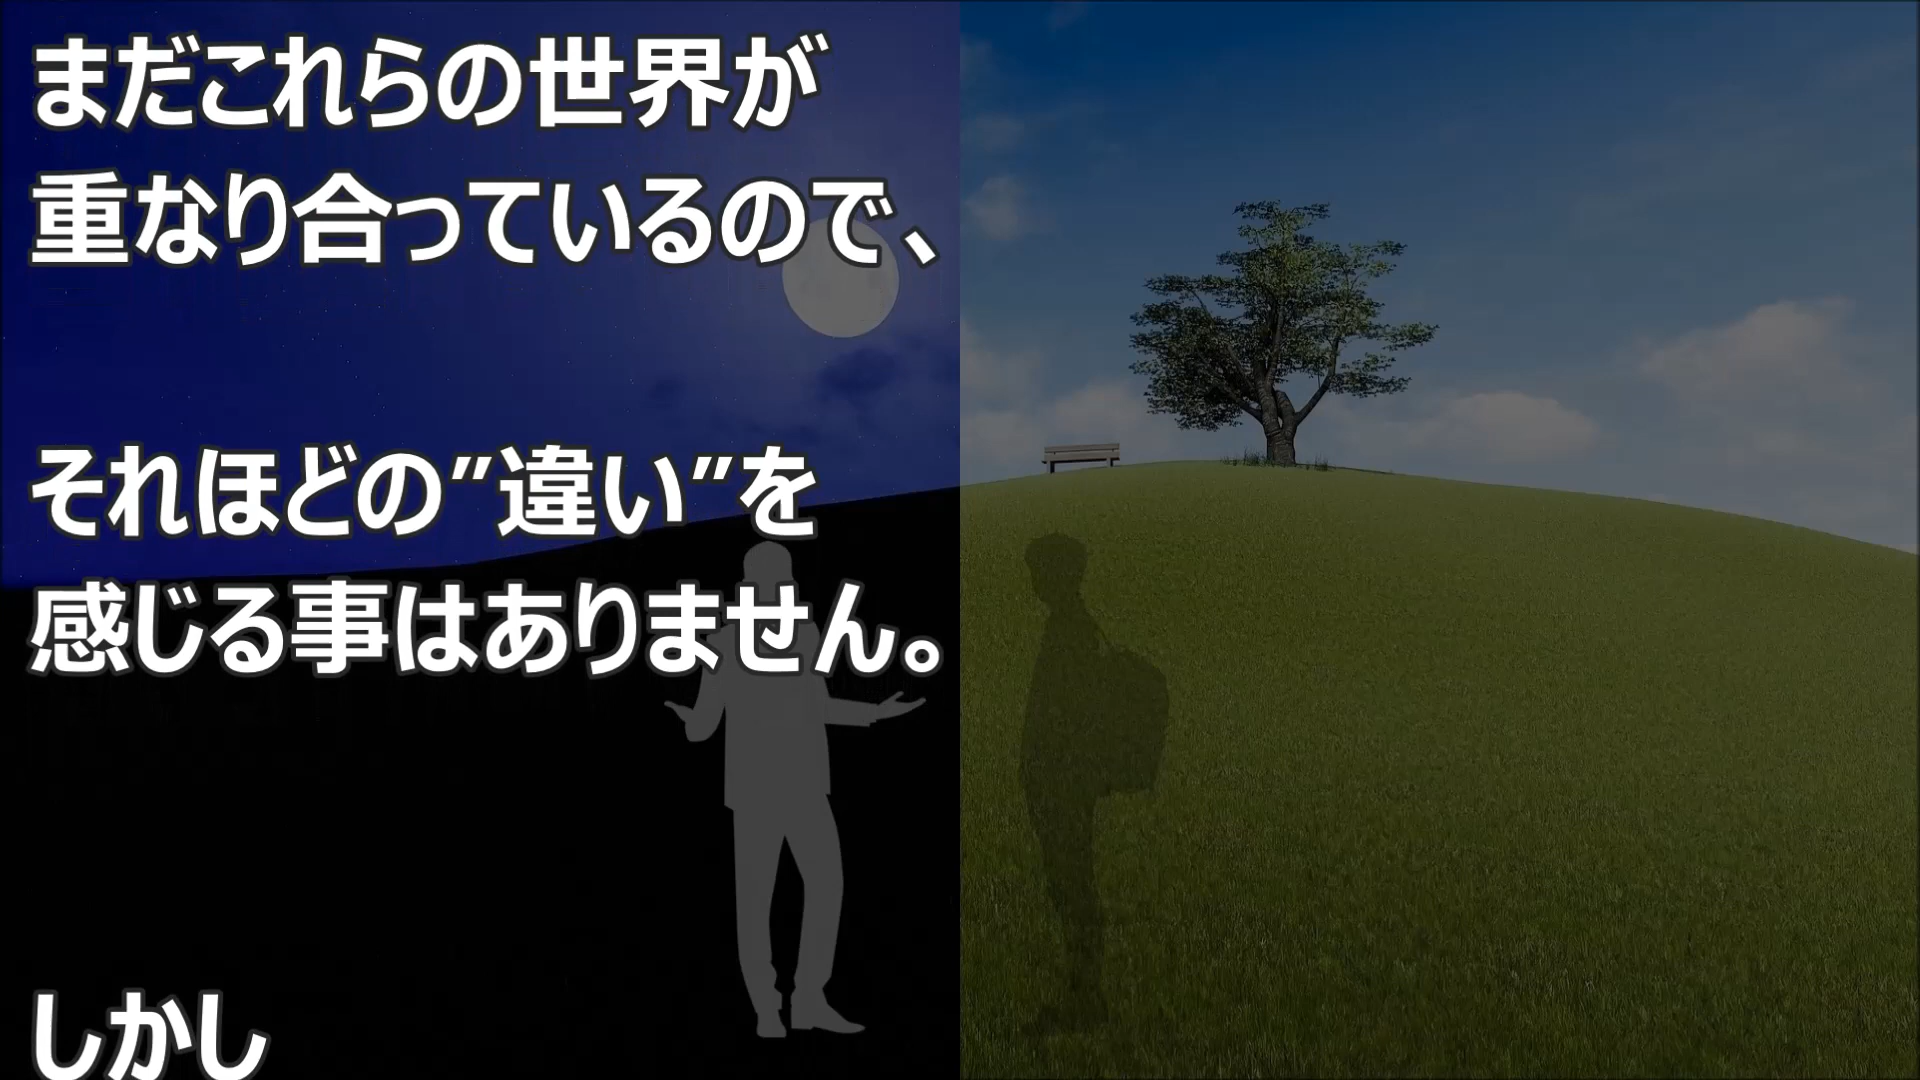 まだこれらの世界が
重なり合っているので、
それほどの"違い"を
感じる事はありません。
しかし